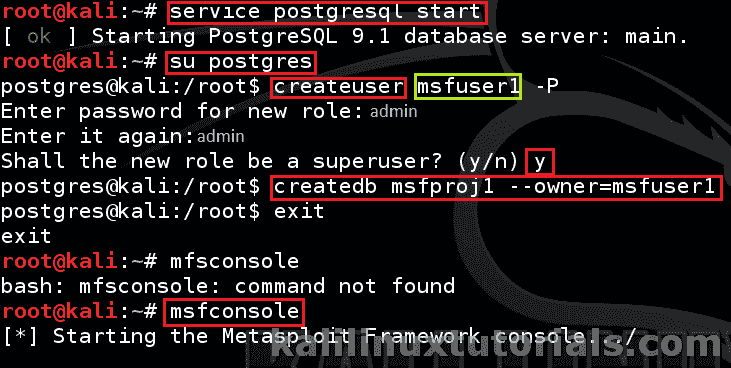 root@kali:~# service postgresql start
[ ok ] Starting PostgreSQL 9.1 database server: main.
root@kali:~# su postgres
postgres@kali:/root$ createuser msfuser1 -P
Enter password for new role: admin
Enter it again:admin
Shall the new role be a superuser? (y/n) y
postgres@kali:/root$ createdb msfproj1 --owner=msfuser1
postgres@kali:/root$ exit
exit
root@kali:~# mfsconsole
bash: mfsconsole: command not found
root@kali:~# msfconsole
[*] Starting the Metasploit Framework console.../
kalilinuxtutorials.com